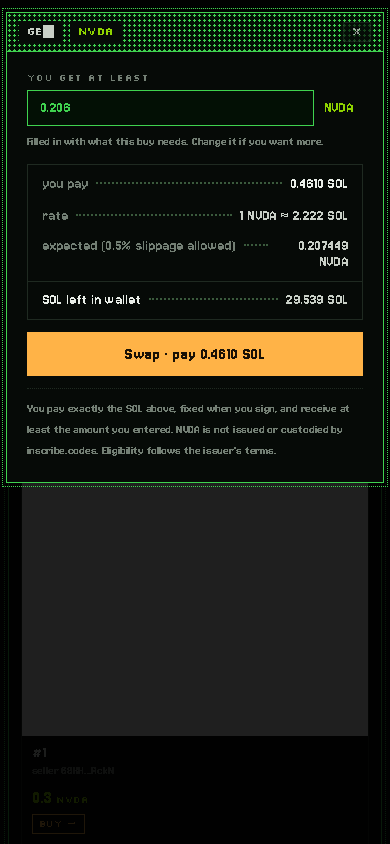 GE
NVDA
X
YOU GET AT LEAST
0.206
NVDA
Filled in with what this buy needs. Change it if you want more.
you pay 0.4610 SOL
rate 1 NVDA ≈ 2.222 SOL
expected (0.5% slippage allowed) 0.207449
NVDA
SOL left in wallet 29.539 SOL
Swap · pay 0.4610 SOL
You pay exactly the SOL above, fixed when you sign, and receive at
least the amount you entered. NVDA is not issued or custodied by
inscribe.codes. Eligibility follows the issuer's terms.
#1
seller
0.3 NVDA
BUY →